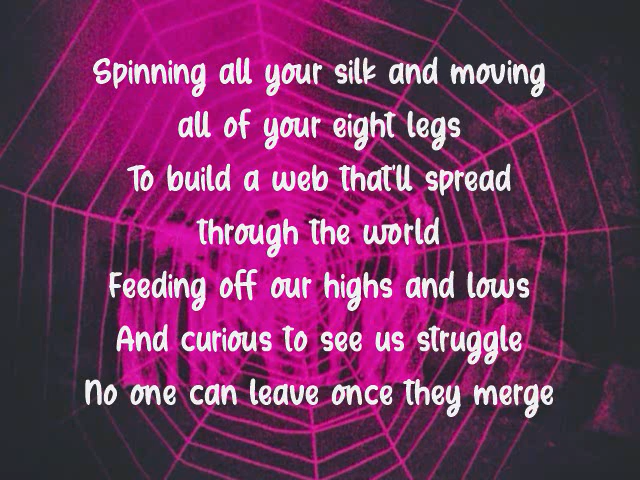 Spinning all your silk and moving
all of your eight legs
To build a web that'll spread
through the world
Feeding off our highs and lows
And curious to see us struggle
No one can leave once they merge